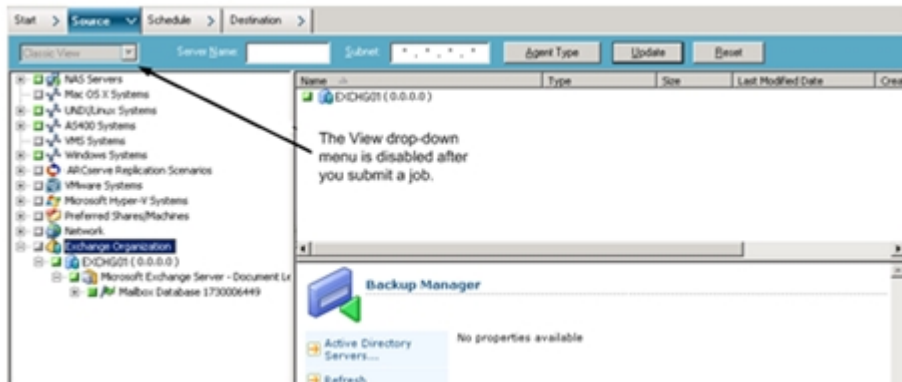 Start > Source Schedule > Destination >
Classic View Server Name: Subnet: Agent Type Update Reset
NAS Servers
Mac OS X Systems
UNIX/Linux Systems
AS400 Systems
VMS Systems
Windows Systems
ARCserve Replication Scenarios
VMware Systems
Microsoft Hyper-V Systems
Preferred Shares/Machines
Network
Exchange Organization
EXCHG01 ( 0.0.0.0 )
Microsoft Exchange Server - Document Le
Mailbox Database 1730006449
Name Type Size Last Modified Date Crea
EXCHG01 ( 0.0.0.0 )
The View drop-down
menu is disabled after
you submit a job.
Backup Manager
Active Directory
Servers....
Refresh
No properties available